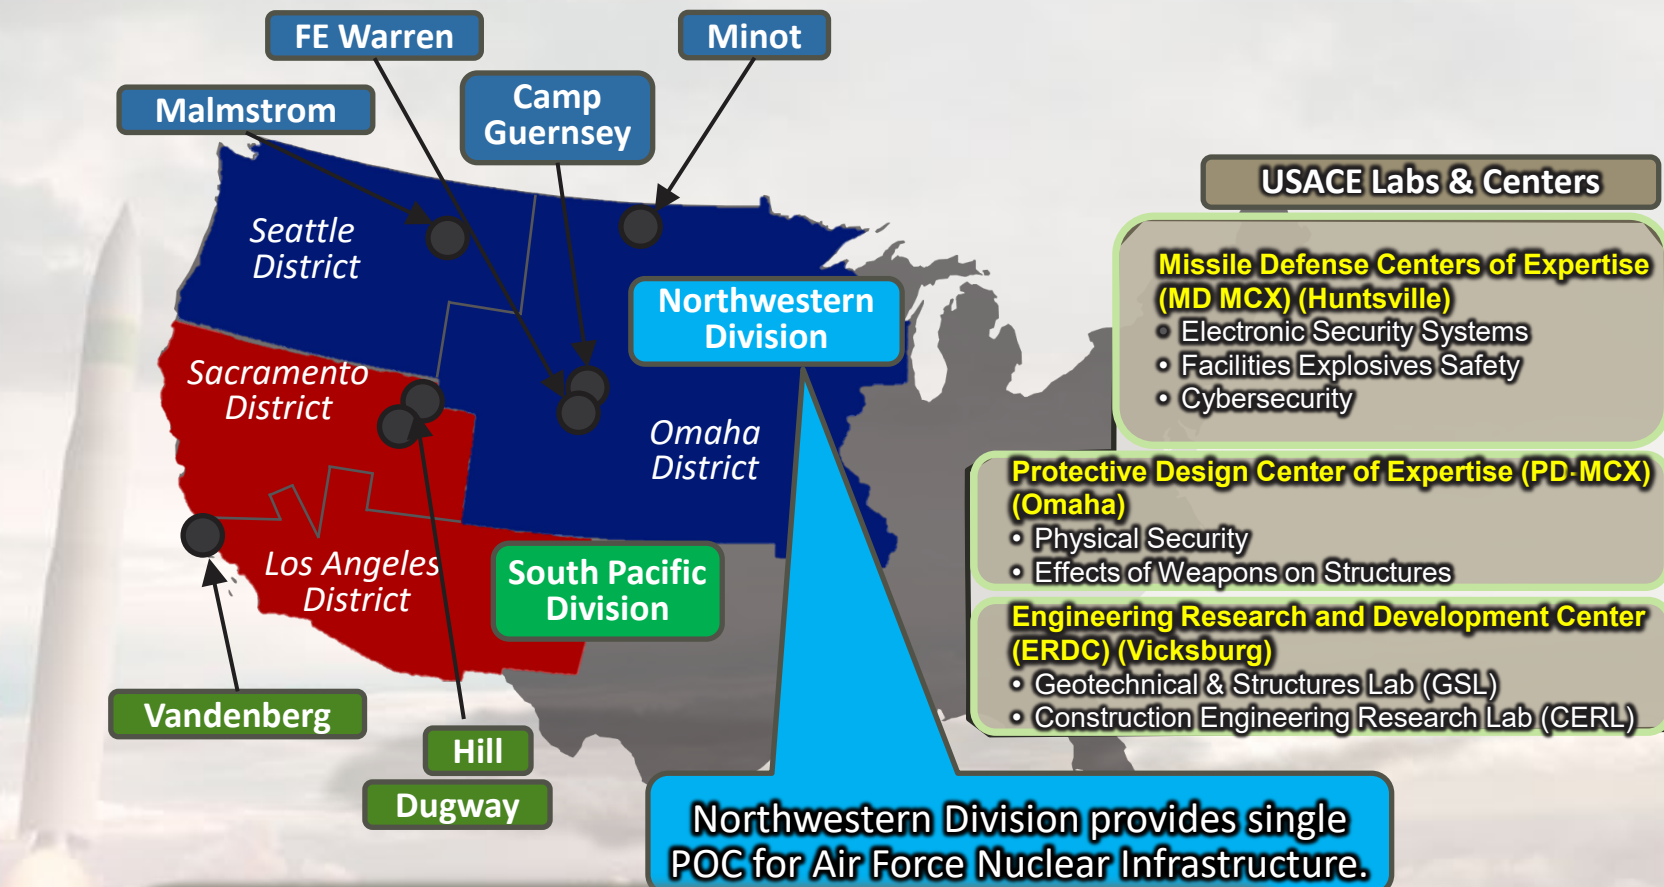 FE Warren
Minot
Malmstrom
Camp
Guernsey
Seattle
District
Northwestern
Division
Sacramento
District
Omaha
District
Los Angeles
District
South Pacific
Division
Vandenberg
Hill
Dugway
USACE Labs & Centers
Missile Defense Centers of Expertise
(MD MCX) (Huntsville)
• Electronic Security Systems
• Facilities Explosives Safety
• Cybersecurity
Protective Design Center of Expertise (PD-MCX)
(Omaha)
• Physical Security
• Effects of Weapons on Structures
Engineering Research and Development Center
(ERDC) (Vicksburg)
• Geotechnical & Structures Lab (GSL)
• Construction Engineering Research Lab (CERL)
Northwestern Division provides single
POC for Air Force Nuclear Infrastructure.